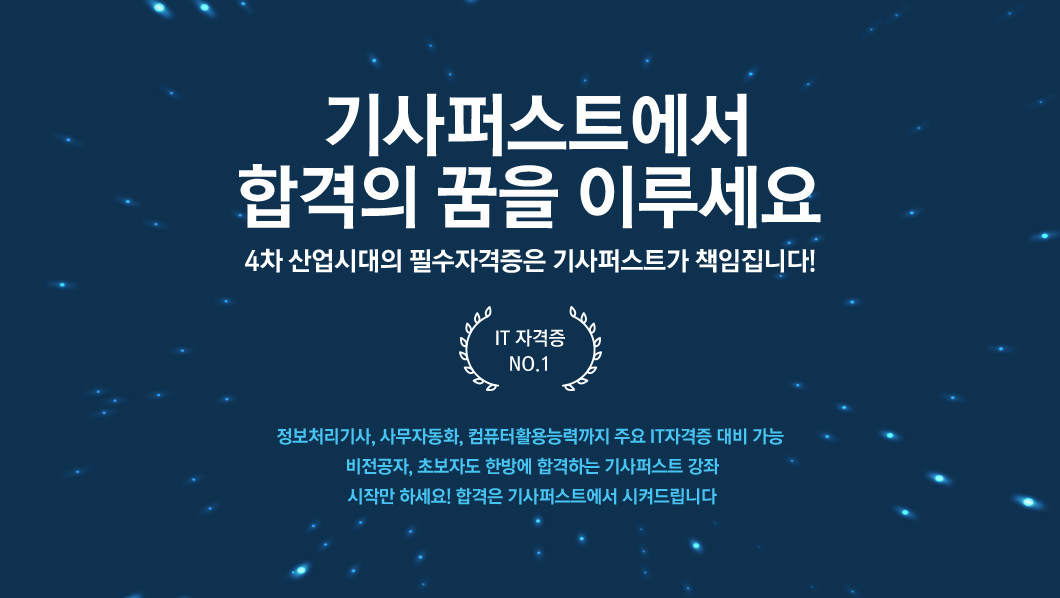 기사퍼스트에서
합격의 꿈을 이루세요
4차 산업시대의 필수자격증은 기사퍼스트가 책임집니다!
IT 자격증
NO.1
정보처리기사, 사무자동화, 컴퓨터활용능력까지 주요 IT자격증 대비 가능
비전공자, 초보자도 한방에 합격하는 기사퍼스트 강좌
시작만 하세요! 합격은 기사퍼스트에서 시켜드립니다